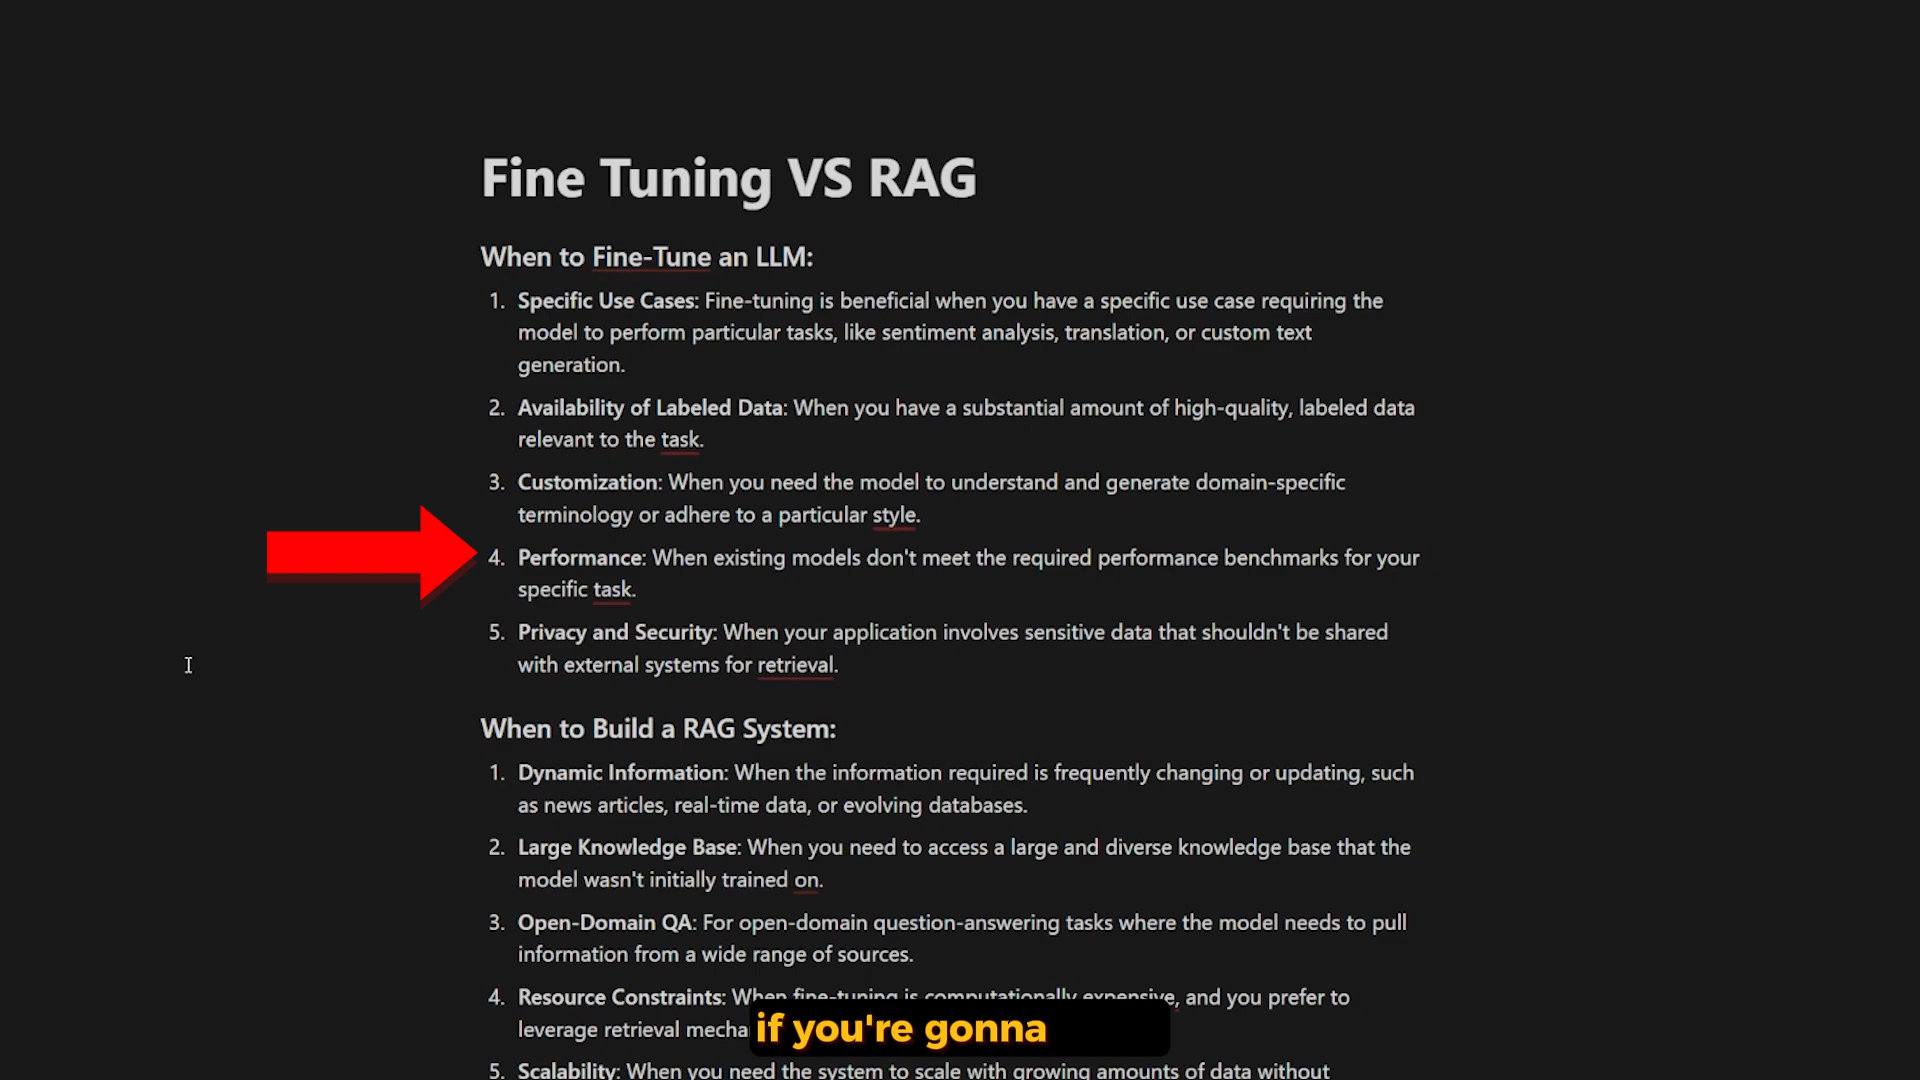 Fine Tuning VS RAG
When to Fine-Tune an LLM:
1. Specific Use Cases: Fine-tuning is beneficial when you have a specific use case requiring the
model to perform particular tasks, like sentiment analysis, translation, or custom text
generation.
2. Availability of Labeled Data: When you have a substantial amount of high-quality, labeled data
relevant to the task.
3. Customization: When you need the model to understand and generate domain-specific
terminology or adhere to a particular style.
4. Performance: When existing models don't meet the required performance benchmarks for your
specific task.
5. Privacy and Security: When your application involves sensitive data that shouldn't be shared
with external systems for retrieval.
When to Build a RAG System:
1. Dynamic Information: When the information required is frequently changing or updating, such
as news articles, real-time data, or evolving databases.
2. Large Knowledge Base: When you need to access a large and diverse knowledge base that the
model wasn't initially trained on.
3. Open-Domain QA: For open-domain question-answering tasks where the model needs to pull
information from a wide range of sources.
4. Resource Constraints: When fine-tuning is computationally expensive, and you prefer to
leverage retrieval
if you're gonna
5. Scalability: When you need the system to scale with growing amounts of data without